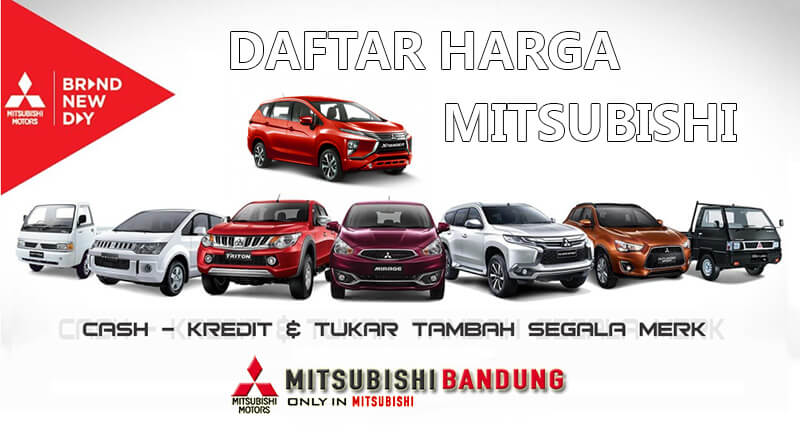 MITSUBISHI
MOTORS
BRAND
NEW
DAY
DAFTAR HARGA
MITSUBISHI
XPANDER
TRITON
MIRAGE
CASH - KREDIT & TUKAR TAMBAH SEGALA MERK
MITSUBISHI
MOTORS
MITSUBISHI BANDUNG
ONLY IN MITSUBISHI